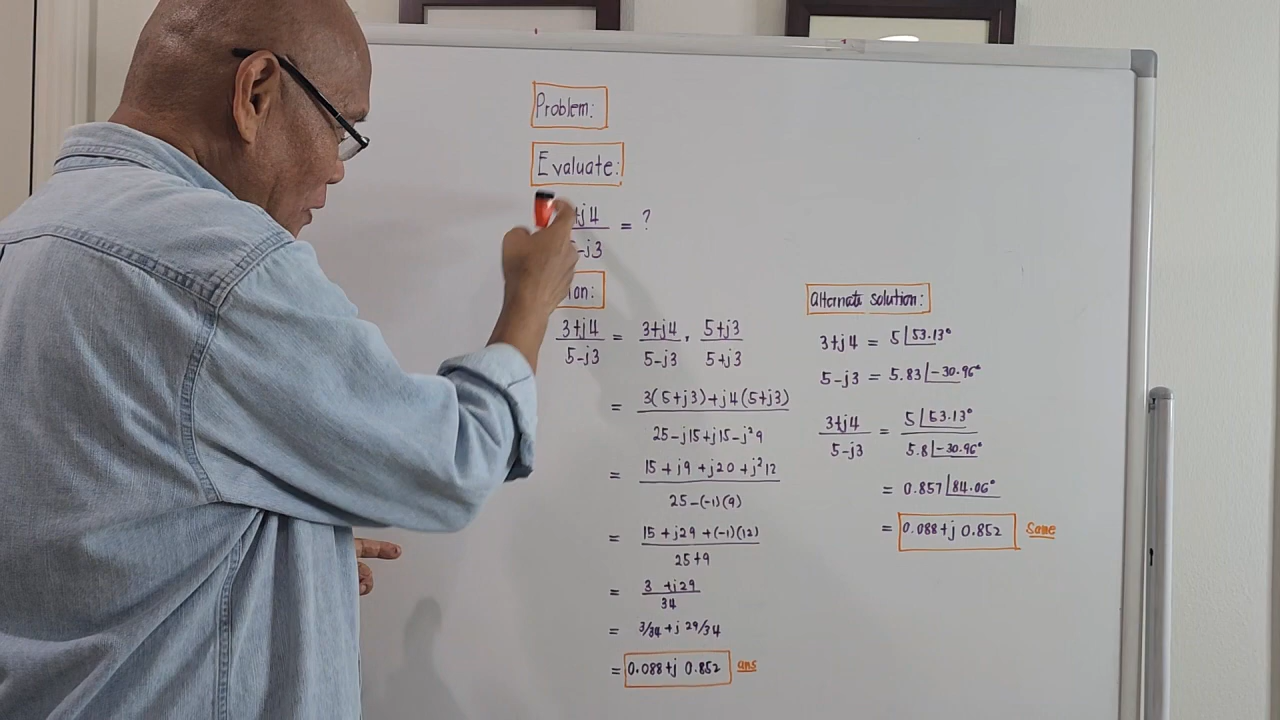 Problem:
Evaluate:
+j4
-j3
= ?
ion:
3+j4 / 5-j3 = 3+j4 / 5-j3 . 5+j3 / 5+j3
= 3(5+j3)+j4(5+j3) / 25-j15+j15-j²9
= 15+j9+j20+j²12 / 25-(-1)(9)
= 15+j29+(-1)(12) / 25+9
= 3+j29 / 34
= 3/34+j 29/34
= 0.088+j 0.852 ans
Alternate solution:
3+j4 = 5∠53.13°
5-j3 = 5.83∠-30.96°
3+j4 / 5-j3 = 5∠53.13° / 5.8∠-30.96°
= 0.857∠84.06°
= 0.088+j 0.852 Same